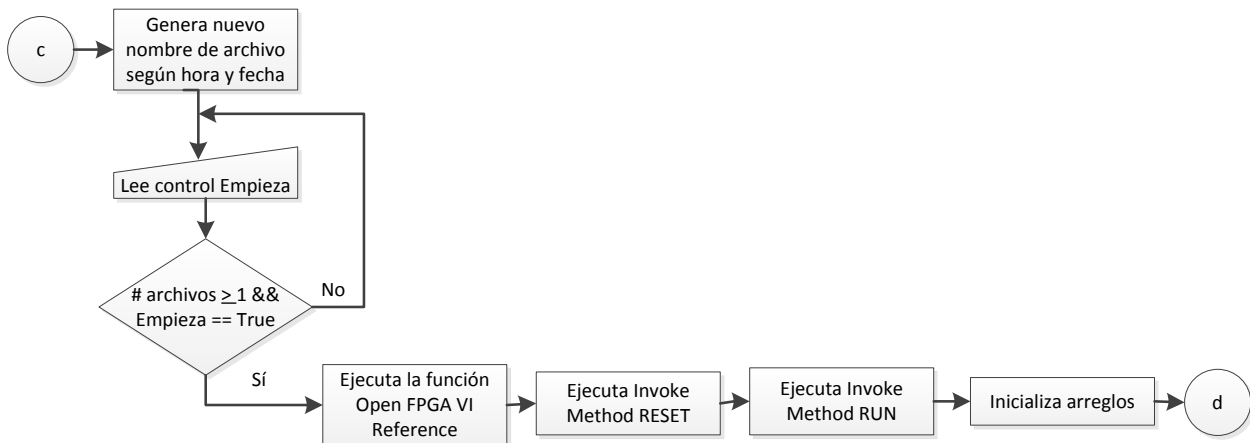 c
Genera nuevo
nombre de archivo
según hora y fecha
Lee control Empieza
# archivos ≥ 1 &&
Empieza == True
No
Sí
Ejecuta la función
Open FPGA VI
Reference
Ejecuta Invoke
Method RESET
Ejecuta Invoke
Method RUN
Inicializa arreglos
d